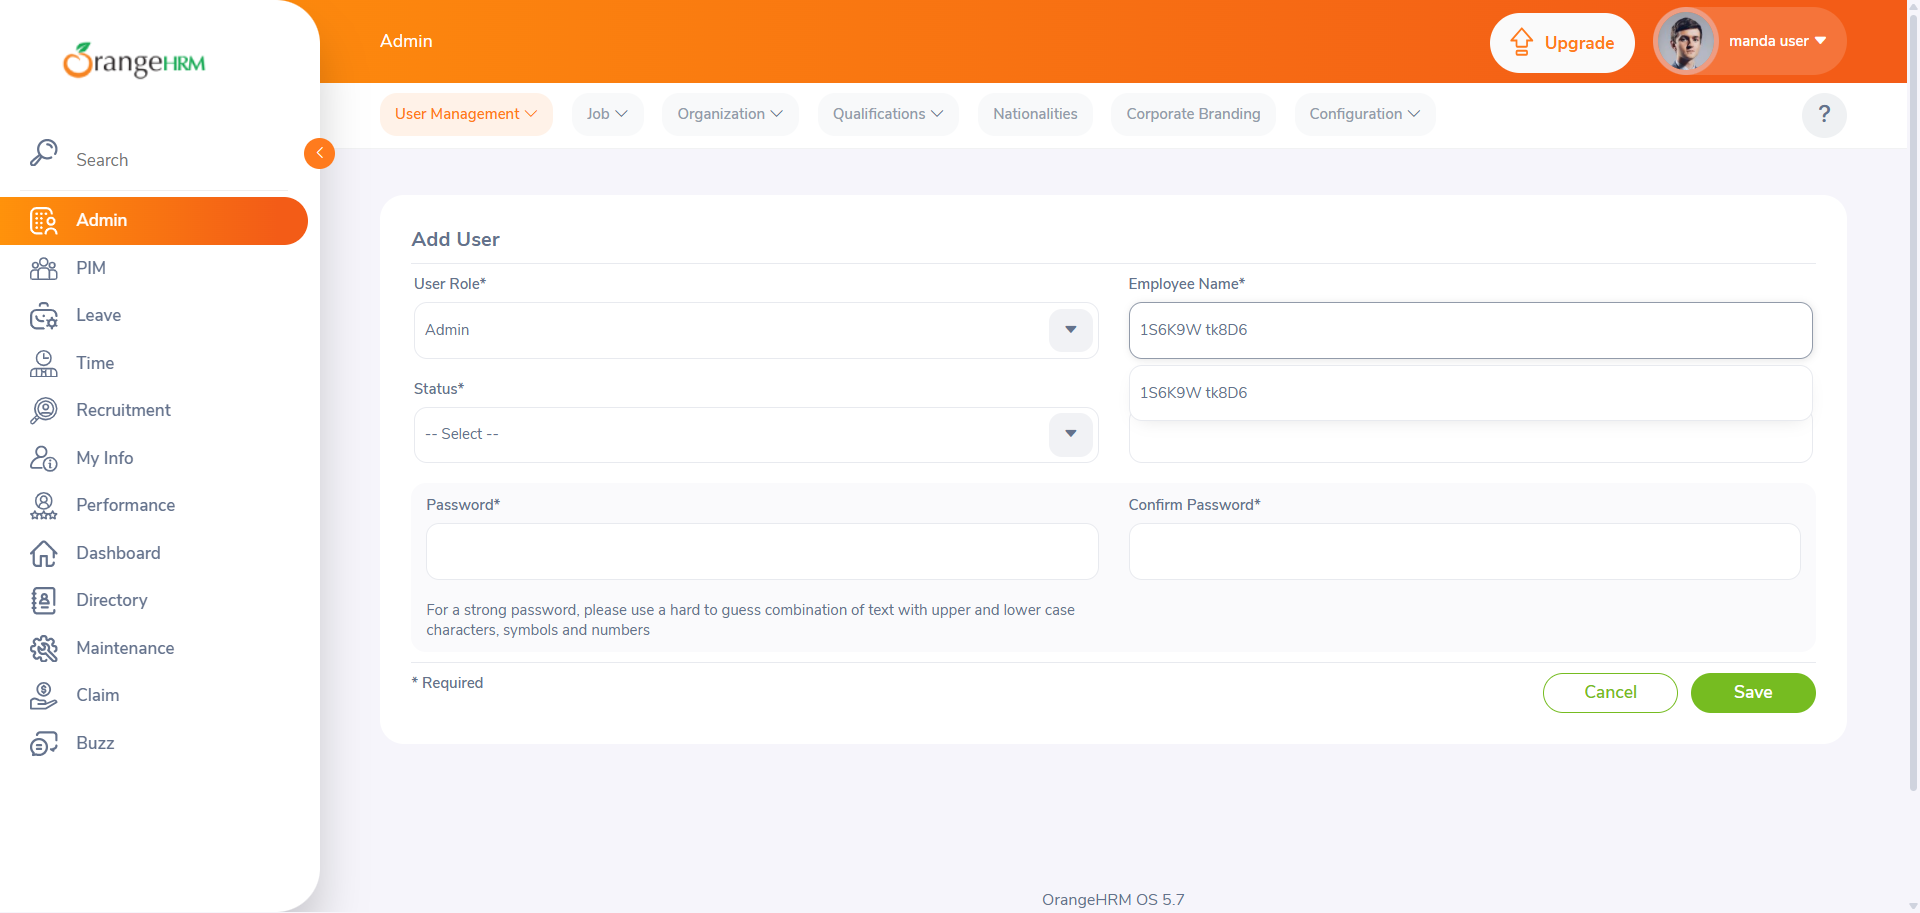 OrangeHRM
Admin
Upgrade
manda user
User Management
Job
Organization
Qualifications
Nationalities
Corporate Branding
Configuration
?
Search
Admin
PIM
Leave
Time
Recruitment
My Info
Performance
Dashboard
Directory
Maintenance
Claim
Buzz
Add User
User Role*
Employee Name*
Admin
1S6K9W tk8D6
1S6K9W tk8D6
Status*
-- Select --
Password*
Confirm Password*
For a strong password, please use a hard to guess combination of text with upper and lower case
characters, symbols and numbers
* Required
Cancel
Save
OrangeHRM OS 5.7